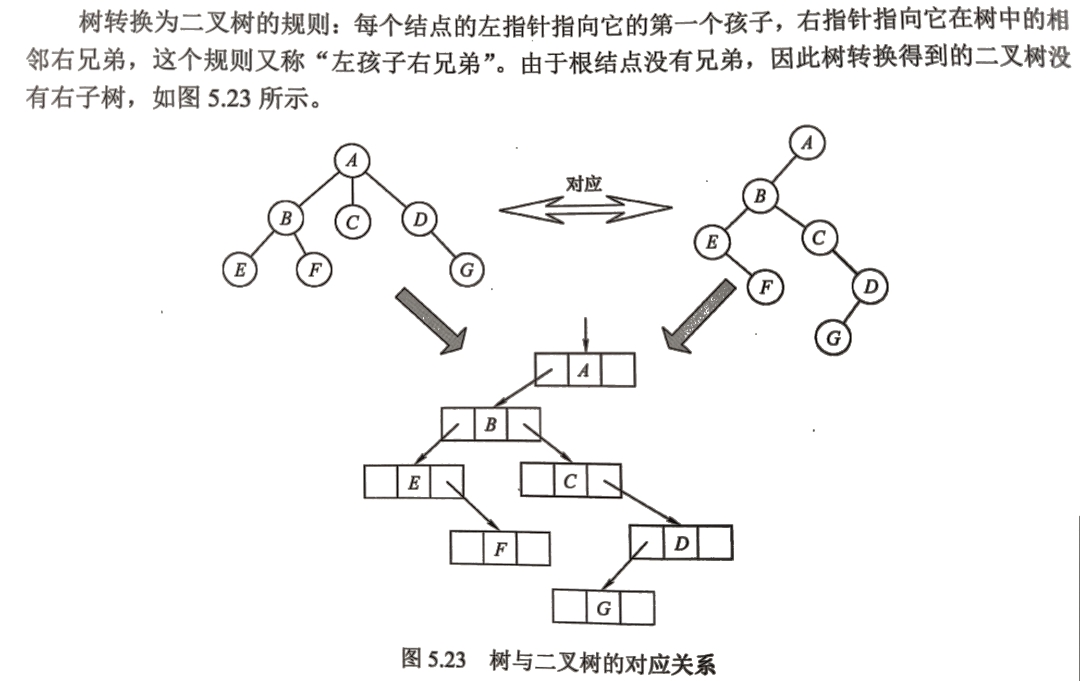 树转换为二叉树的规则：每个结点的左指针指向它的第一个孩子，右指针指向它在树中的相
邻右兄弟，这个规则又称“左孩子右兄弟”。由于根结点没有兄弟，因此树转换得到的二叉树没
有右子树，如图 5.23 所示。
A
B C D
E F G
对应
A
B
E C
F D
G
A
B
E C
F D
G
图 5.23 树与二叉树的对应关系